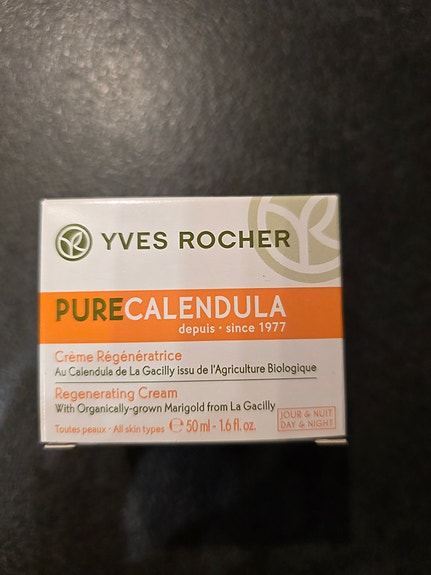 YVES ROCHER
PURECALENDULA
depuis · since 1977
Crème Régénératrice
Au Calendula de La Gacilly issu de l'Agriculture Biologique
Regenerating Cream
With Organically-grown Marigold from La Gacilly
Toutes peaux · All skin types ℮ 50 ml - 1.6 fl. oz.
JOUR & NUIT
DAY & NIGHT